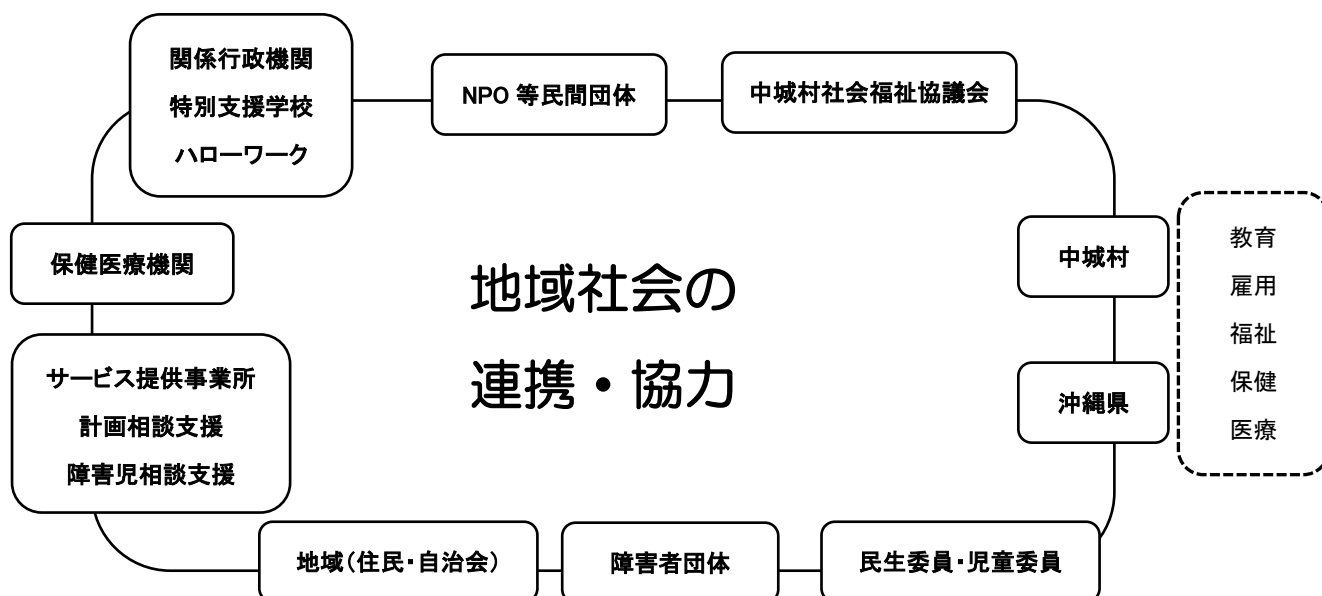 関係行政機関
特別支援学校
ハローワーク
NPO 等民間団体
中城村社会福祉協議会
保健医療機関
中城村
教育
雇用
福祉
保健
医療
地域社会の
連携・協力
サービス提供事業所
計画相談支援
障害児相談支援
沖縄県
地域(住民・自治会)
障害者団体
民生委員・児童委員